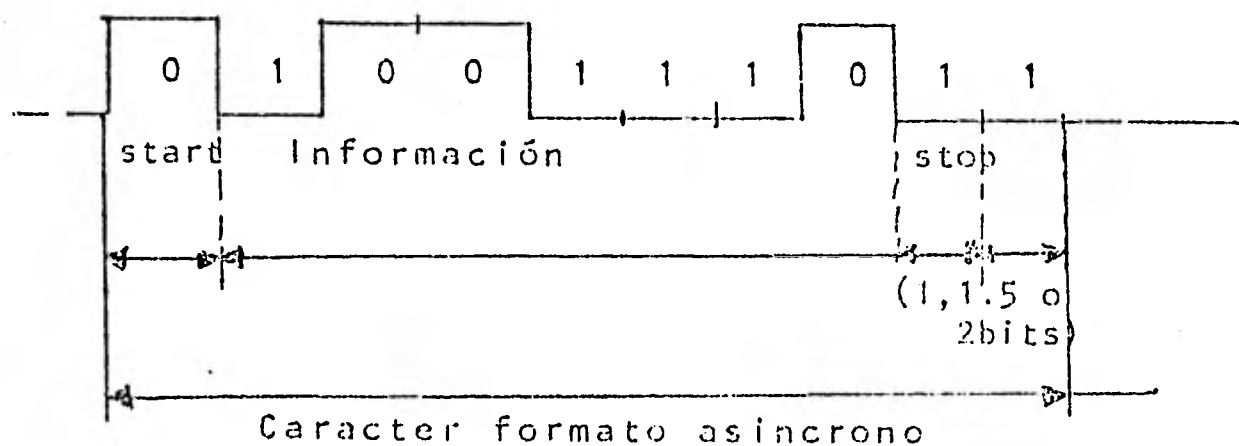 0 1 0 0 1 1 1 0 1 1
start Información stop
(1,1.5 o
2bits)
Caracter formato asincrono